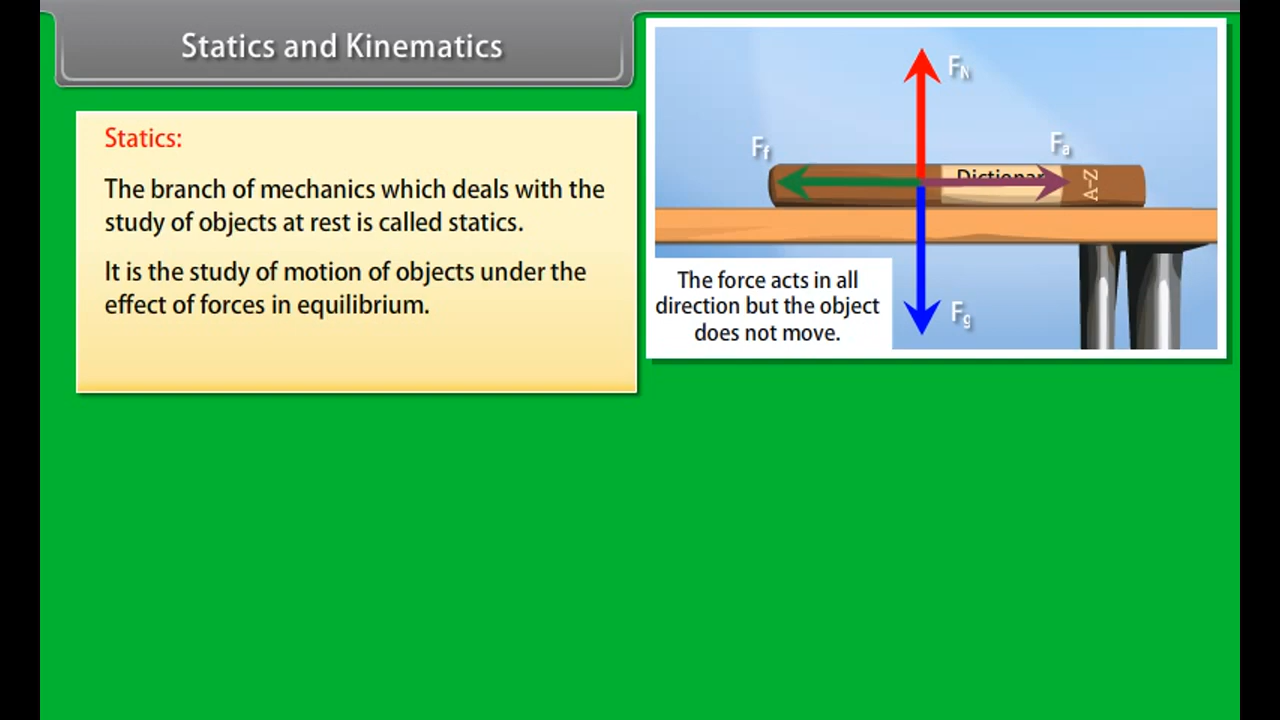 Statics and Kinematics
Statics:
The branch of mechanics which deals with the
study of objects at rest is called statics.
It is the study of motion of objects under the
effect of forces in equilibrium.
FN
Ff
Fa
Dictionar
A-Z
The force acts in all
direction but the object
does not move.
Fg